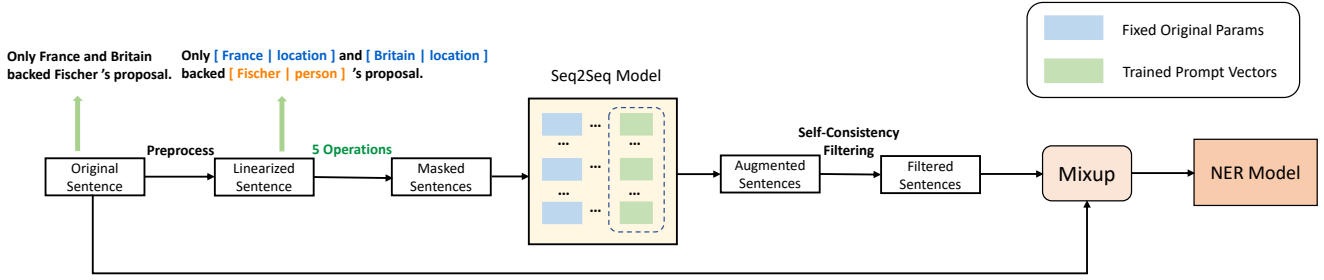 Only France and Britain
backed Fischer 's proposal.
Only [ France | location ] and [ Britain | location ]
backed [ Fischer | person ] 's proposal.
Fixed Original Params
Trained Prompt Vectors
Seq2Seq Model
...
...
...
...
...
...
...
Original
Sentence
Preprocess
Linearized
Sentence
5 Operations
Masked
Sentences
Augmented
Sentences
Self-Consistency
Filtering
Filtered
Sentences
Mixup
NER Model